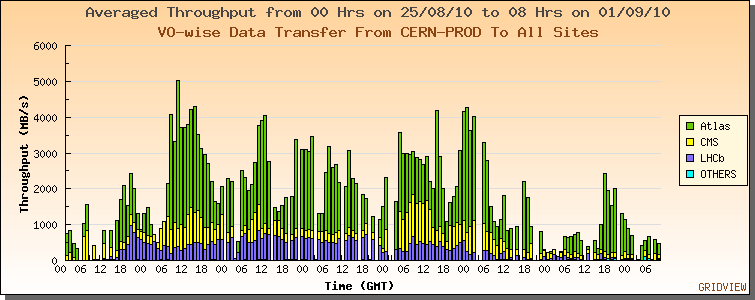 Averaged Throughput from 00 Hrs on 25/08/10 to 08 Hrs on 01/09/10
VO-wise Data Transfer From CERN-PROD To All Sites
Throughput (MB/s)
6000
5000
4000
3000
2000
1000
0
00 06 12 18 00 06 12 18 00 06 12 18 00 06 12 18 00 06 12 18 00 06 12 18 00 06 12 18 00 06
Time (GMT)
Atlas
CMS
LHCb
OTHERS
GRIDVIEW